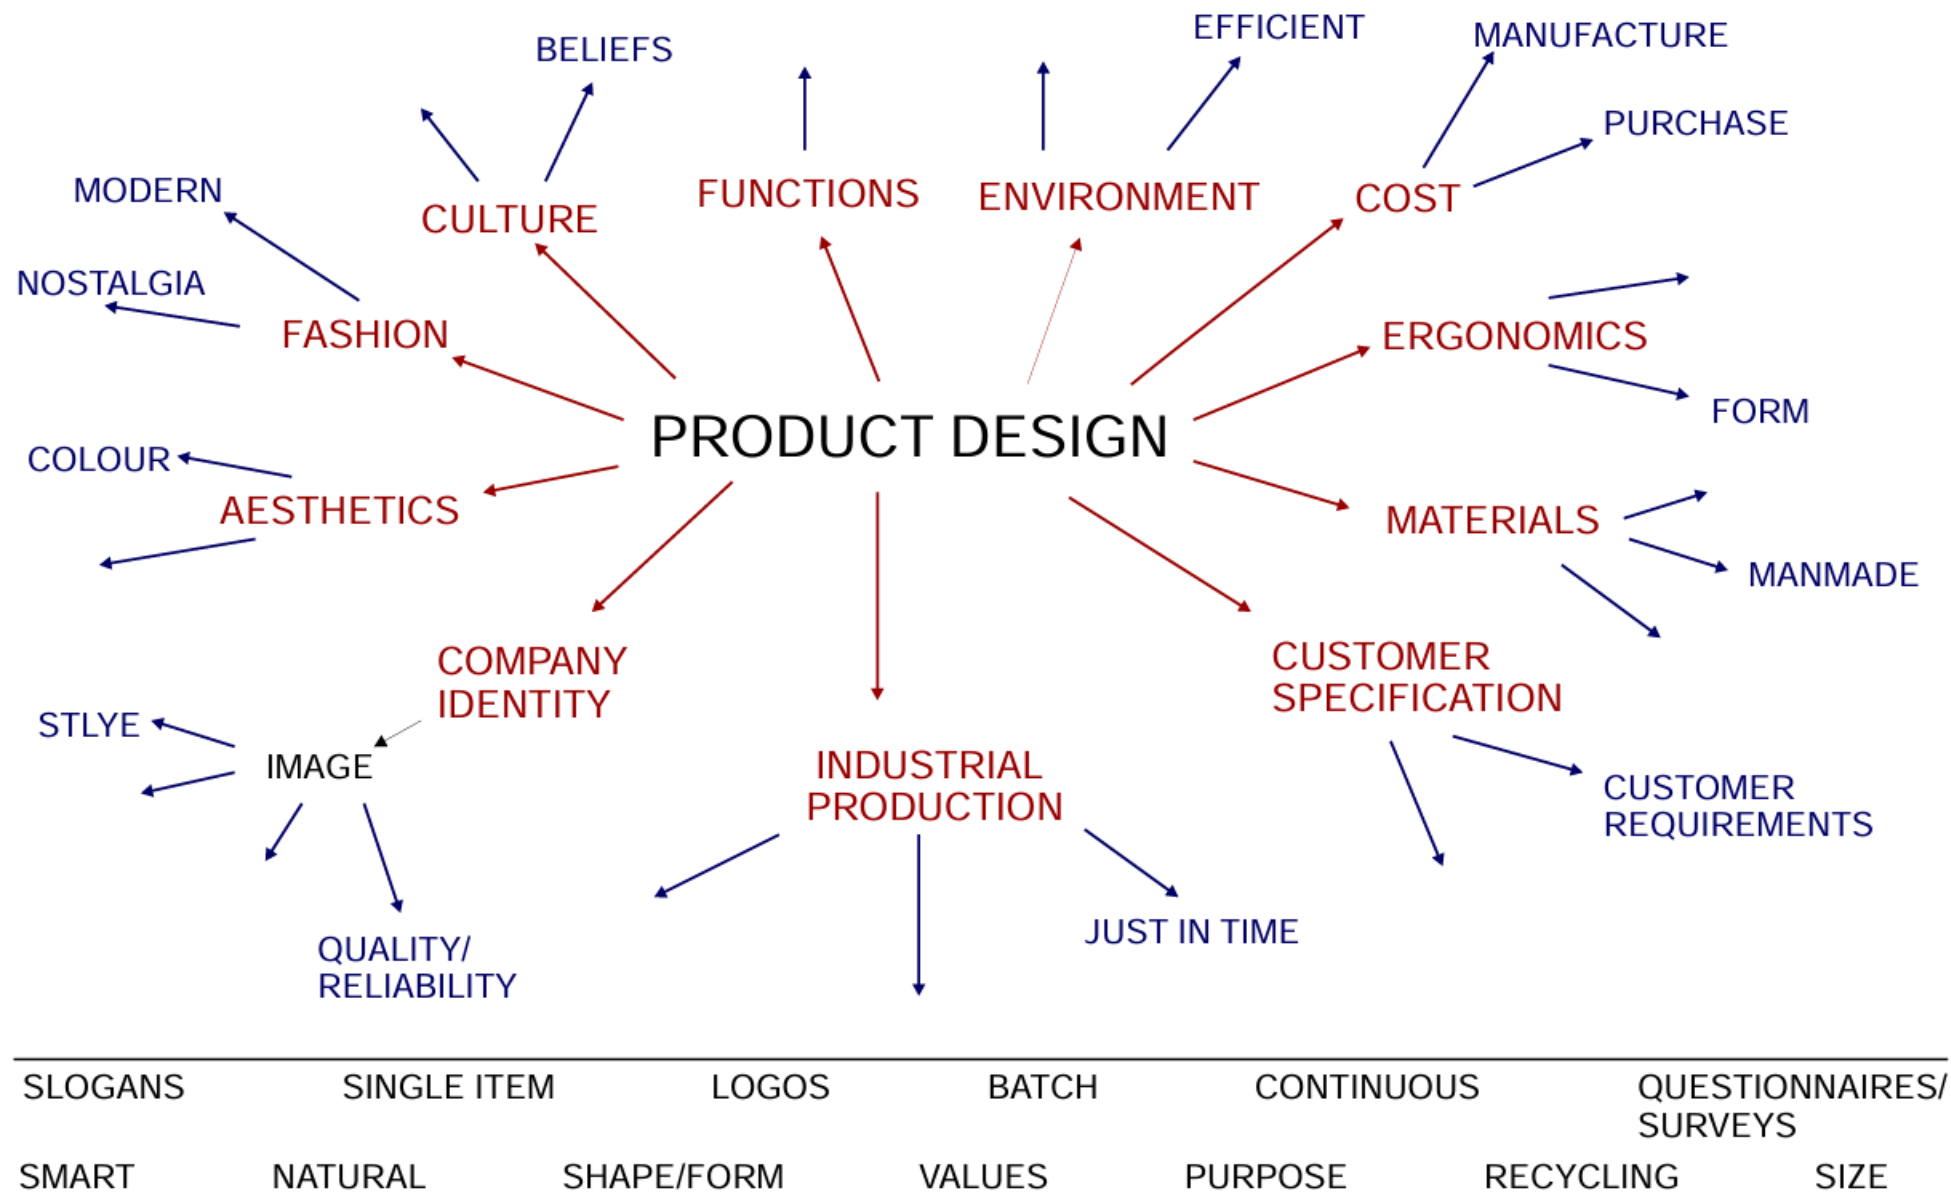 EFFICIENT
MANUFACTURE
BELIEFS
PURCHASE
MODERN
FUNCTIONS
ENVIRONMENT
COST
CULTURE
NOSTALGIA
FASHION
ERGONOMICS
FORM
PRODUCT DESIGN
COLOUR
AESTHETICS
MATERIALS
MANMADE
COMPANY
IDENTITY
CUSTOMER
SPECIFICATION
STLYE
IMAGE
INDUSTRIAL
PRODUCTION
CUSTOMER
REQUIREMENTS
JUST IN TIME
QUALITY/
RELIABILITY
SLOGANS
SINGLE ITEM
LOGOS
BATCH
CONTINUOUS
QUESTIONNAIRES/
SURVEYS
SMART
NATURAL
SHAPE/FORM
VALUES
PURPOSE
RECYCLING
SIZE